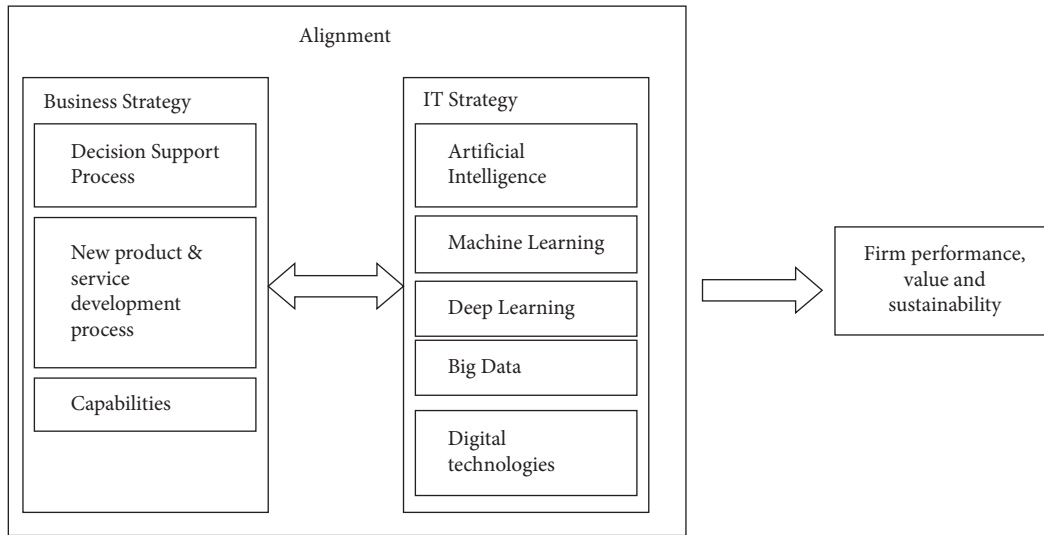 Alignment
Business Strategy
Decision Support
Process
New product &
service
development
process
Capabilities
IT Strategy
Artificial
Intelligence
Machine Learning
Deep Learning
Big Data
Digital
technologies
Firm performance,
value and
sustainability